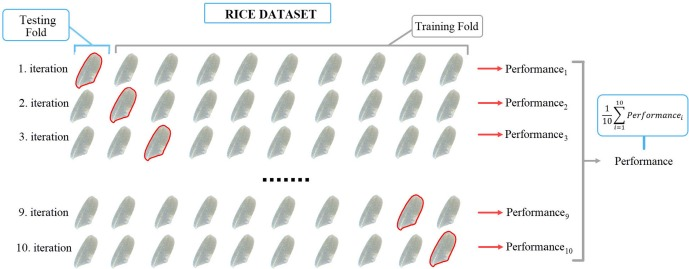 RICE DATASET
Testing
Fold
Training Fold
1. iteration
Performance₁
2. iteration
Performance₂
3. iteration
Performance₃
.......
9. iteration
Performance₉
10. iteration
Performance₁₀
1/10 ∑_{i=1}^{10} Performanceᵢ
Performance